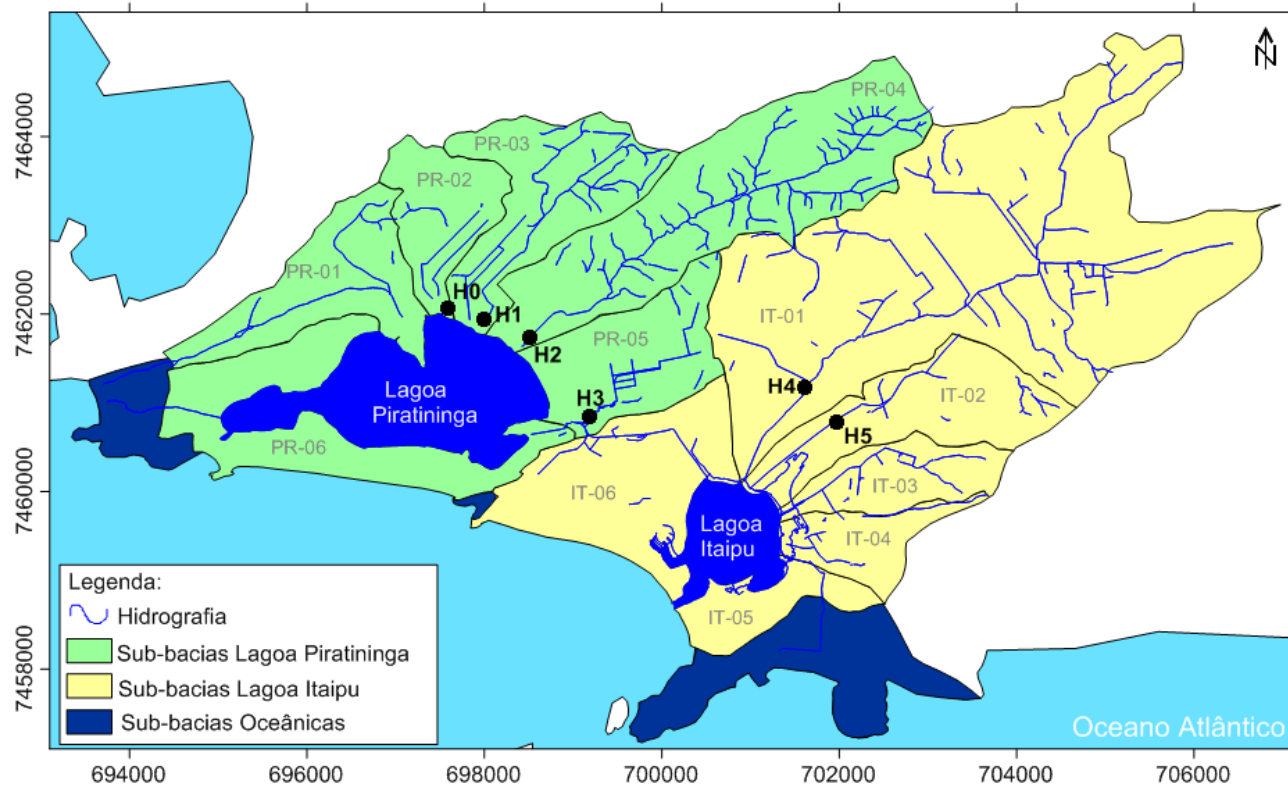 N
PR-04
PR-03
PR-02
PR-01
H0
H1
H2
PR-05
IT-01
H3
H4
IT-02
H5
Lagoa
Piratininga
PR-06
IT-06
IT-03
Lagoa
Itaipu
IT-04
IT-05
Legenda:
Hidrografia
Sub-bacias Lagoa Piratininga
Sub-bacias Lagoa Itaipu
Sub-bacias Oceânicas
Oceano Atlântico
7464000
7462000
7460000
7458000
694000 696000 698000 700000 702000 704000 706000